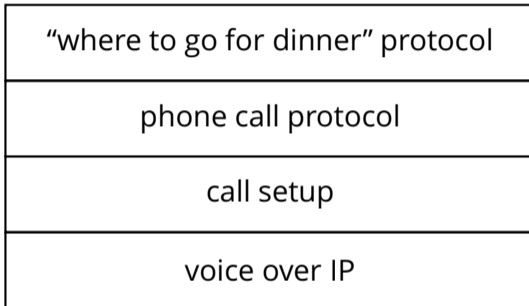 “where to go for dinner” protocol
phone call protocol
call setup
voice over IP